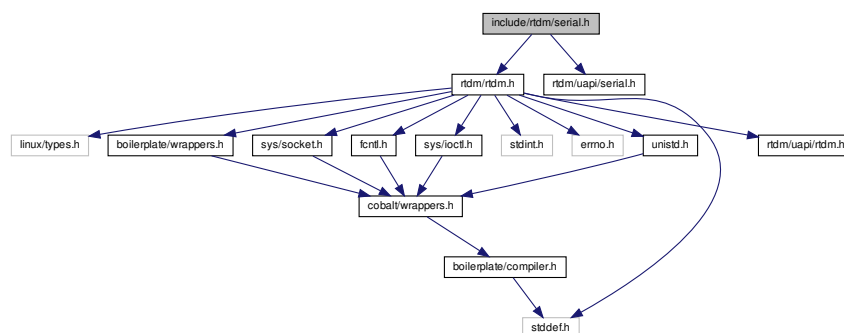 include/rtdm/serial.h
rtdm/rtdm.h
rtdm/uapi/serial.h
linux/types.h
boilerplate/wrappers.h
sys/socket.h
fcntl.h
sys/ioctl.h
stdint.h
errno.h
unistd.h
rtdm/uapi/rtdm.h
cobalt/wrappers.h
boilerplate/compiler.h
stddef.h